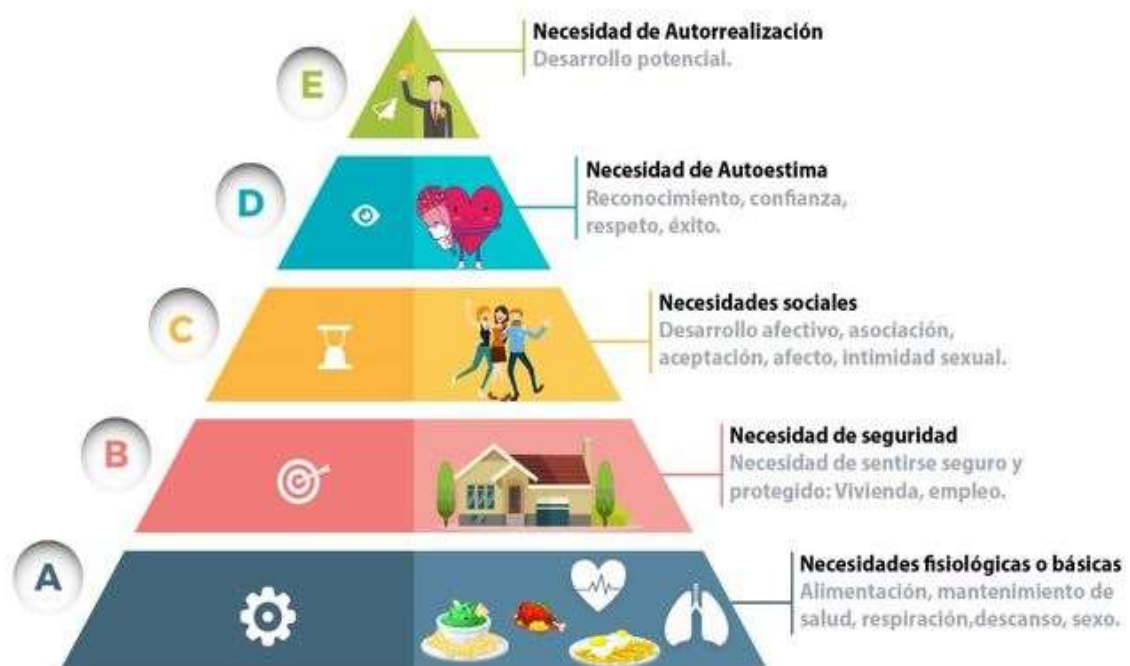 E
Necesidad de Autorrealización
Desarrollo potencial.
D
Necesidad de Autoestima
Reconocimiento, confianza,
respeto, éxito.
C
Necesidades sociales
Desarrollo afectivo, asociación,
aceptación, afecto, intimidad sexual.
B
Necesidad de seguridad
Necesidad de sentirse seguro y
protegido: Vivienda, empleo.
A
Necesidades fisiológicas o básicas
Alimentación, mantenimiento de
salud, respiración,descanso, sexo.